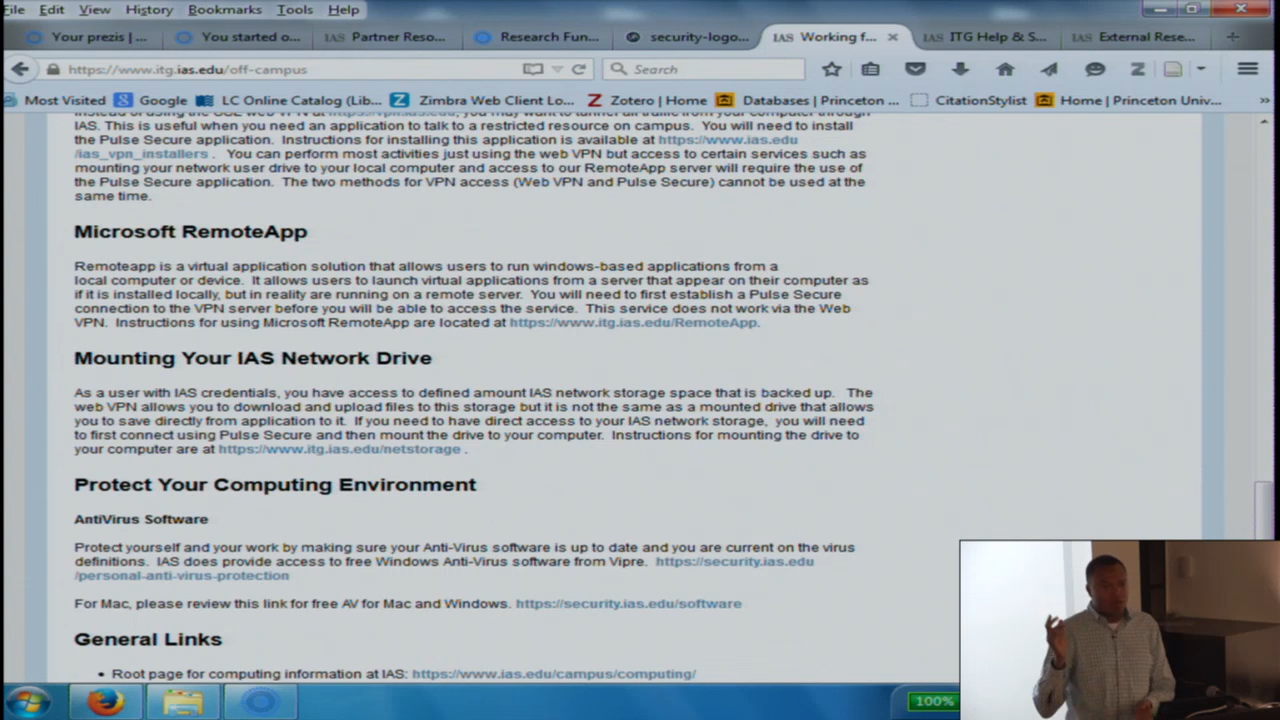 File Edit View History Bookmarks Tools Help
Your prezis | ... You started o... IAS Partner Reso... Research Fun... security-logo... IAS Working f... IAS ITG Help & S... IAS External Rese...
https://www.itg.ias.edu/off-campus Search
Most Visited Google LC Online Catalog (Lib... Zimbra Web Client Lo... Zotero | Home Databases | Princeton ... CitationStylist Home | Princeton Univ...
IAS. This is useful when you need an application to talk to a restricted resource on campus. You will need to install
the Pulse Secure application. Instructions for installing this application is available at https://www.ias.edu
/ias_vpn_installers . You can perform most activities just using the web VPN but access to certain services such as
mounting your network user drive to your local computer and access to our RemoteApp server will require the use of
the Pulse Secure application. The two methods for VPN access (Web VPN and Pulse Secure) cannot be used at the
same time.
Microsoft RemoteApp
Remoteapp is a virtual application solution that allows users to run windows-based applications from a
local computer or device. It allows users to launch virtual applications from a server that appear on their computer as
if it is installed locally, but in reality are running on a remote server. You will need to first establish a Pulse Secure
connection to the VPN server before you will be able to access the service. This service does not work via the Web
VPN. Instructions for using Microsoft RemoteApp are located at https://www.itg.ias.edu/RemoteApp.
Mounting Your IAS Network Drive
As a user with IAS credentials, you have access to defined amount IAS network storage space that is backed up. The
web VPN allows you to download and upload files to this storage but it is not the same as a mounted drive that allows
you to save directly from application to it. If you need to have direct access to your IAS network storage, you will need
to first connect using Pulse Secure and then mount the drive to your computer. Instructions for mounting the drive to
your computer are at https://www.itg.ias.edu/netstorage .
Protect Your Computing Environment
AntiVirus Software
Protect yourself and your work by making sure your Anti-Virus software is up to date and you are current on the virus
definitions. IAS does provide access to free Windows Anti-Virus software from Vipre. https://security.ias.edu
/personal-anti-virus-protection
For Mac, please review this link for free AV for Mac and Windows. https://security.ias.edu/software
General Links
• Root page for computing information at IAS: https://www.ias.edu/campus/computing/
100%